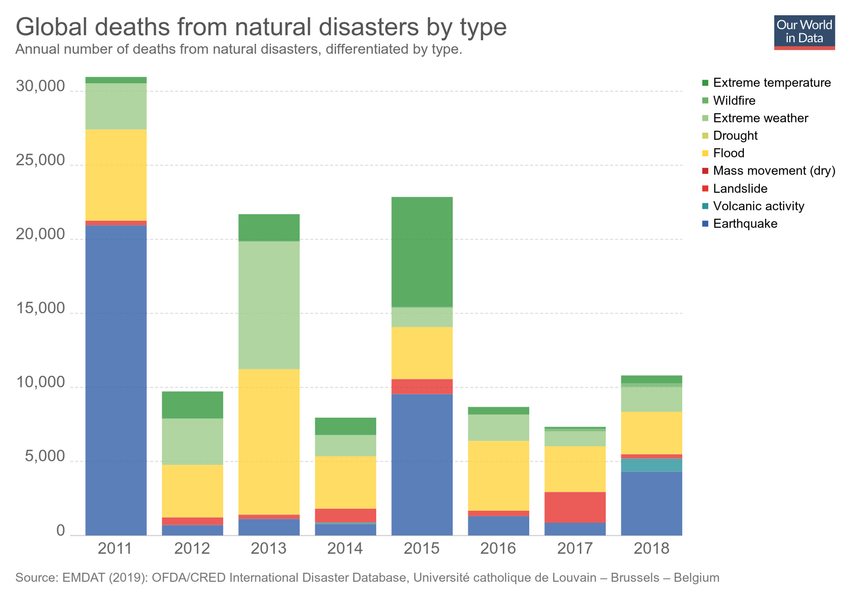 Global deaths from natural disasters by type
Annual number of deaths from natural disasters, differentiated by type.
Our World
in Data
30,000
25,000
20,000
15,000
10,000
5,000
0
2011
2012
2013
2014
2015
2016
2017
2018
Extreme temperature
Wildfire
Extreme weather
Drought
Flood
Mass movement (dry)
Landslide
Volcanic activity
Earthquake
Source: EMDAT (2019): OFDA/CRED International Disaster Database, Université catholique de Louvain – Brussels – Belgium